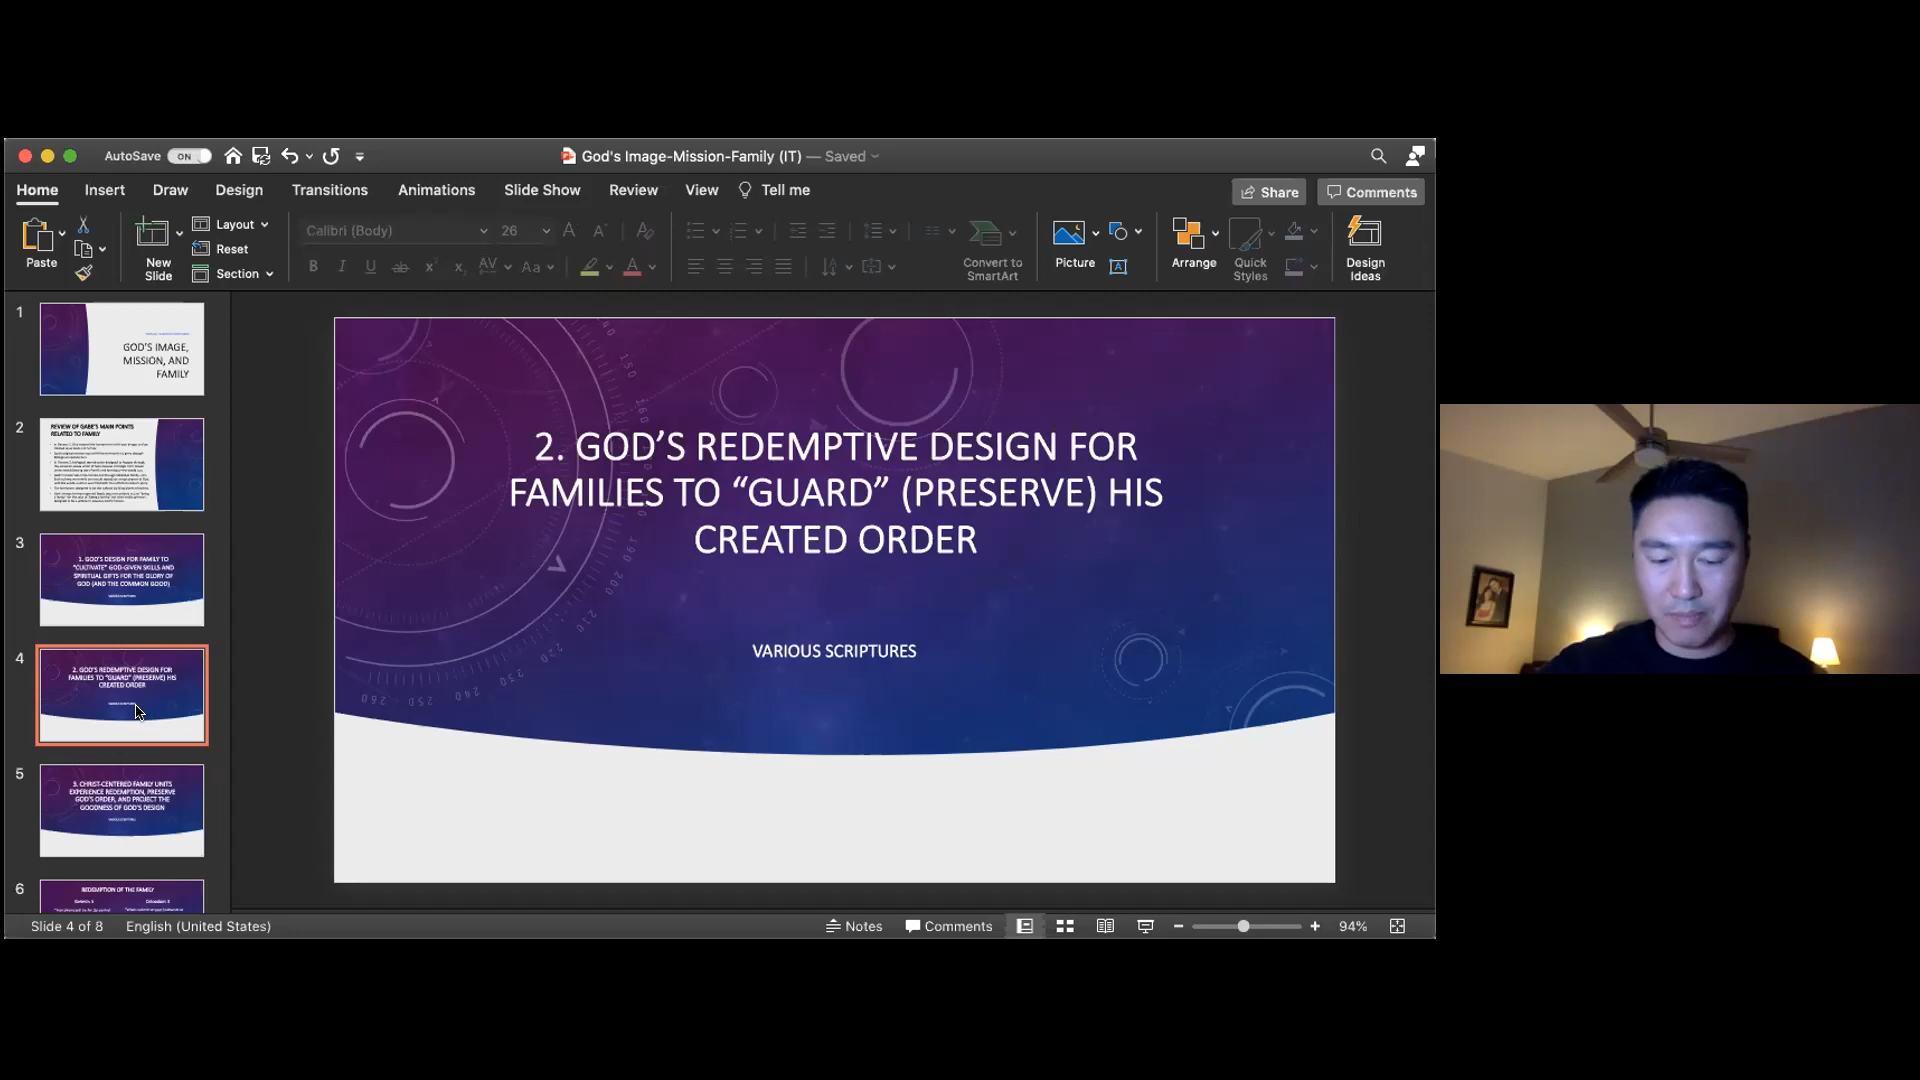 AutoSave ON
God's Image-Mission-Family (IT) — Saved
Home Insert Draw Design Transitions Animations Slide Show Review View Tell me
Share Comments
Paste
New Slide
Layout
Reset
Section
Calibri (Body) 26
Convert to SmartArt
Picture
Arrange
Quick Styles
Design Ideas
1
GOD'S IMAGE,
MISSION, AND
FAMILY
2
REVIEW OF GABE'S MAIN POINTS
RELATED TO FAMILY
3
1. GOD'S DESIGN FOR FAMILY TO
"CULTIVATE" GOD-GIVEN SKILLS AND
SPIRITUAL GIFTS FOR THE GLORY OF
GOD (AND THE COMMON GOOD)
4
2. GOD'S REDEMPTIVE DESIGN FOR
FAMILIES TO "GUARD" (PRESERVE) HIS
CREATED ORDER
5
3. CHRIST-CENTERED FAMILY UNITS
EXPERIENCE REDEMPTION, PRESERVE
GOD'S ORDER, AND PROJECT THE
GOODNESS OF GOD'S DESIGN
6
REDEMPTION OF THE FAMILY
2. GOD’S REDEMPTIVE DESIGN FOR
FAMILIES TO “GUARD” (PRESERVE) HIS
CREATED ORDER
VARIOUS SCRIPTURES
Slide 4 of 8 English (United States)
Notes Comments 94%